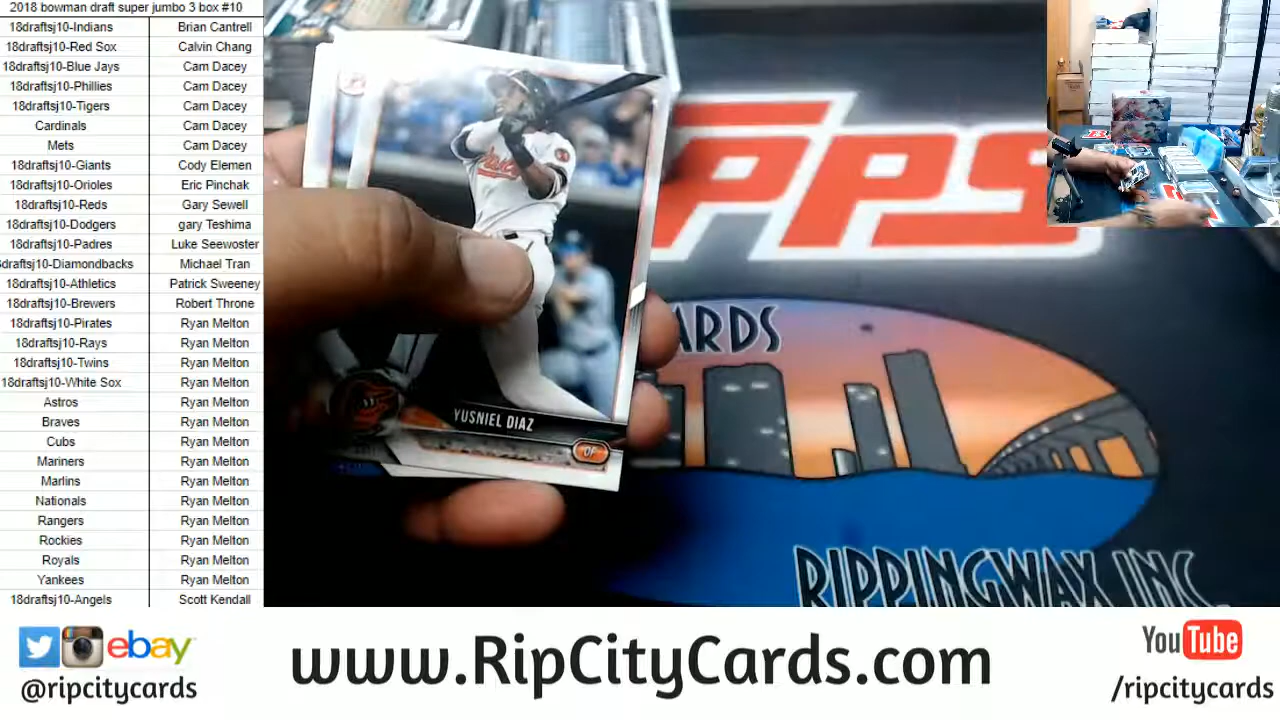 2018 bowman draft super jumbo 3 box #10
18draftsj10-Indians Brian Cantrell
18draftsj10-Red Sox Calvin Chang
18draftsj10-Blue Jays Cam Dacey
18draftsj10-Phillies Cam Dacey
18draftsj10-Tigers Cam Dacey
Cardinals Cam Dacey
Mets Cam Dacey
18draftsj10-Giants Cody Elemen
18draftsj10-Orioles Eric Pinchak
18draftsj10-Reds Gary Sewell
18draftsj10-Dodgers gary Teshima
18draftsj10-Padres Luke Seewoster
draftsj10-Diamondbacks Michael Tran
18draftsj10-Athletics Patrick Sweeney
18draftsj10-Brewers Robert Throne
18draftsj10-Pirates Ryan Melton
18draftsj10-Rays Ryan Melton
18draftsj10-Twins Ryan Melton
18draftsj10-White Sox Ryan Melton
Astros Ryan Melton
Braves Ryan Melton
Cubs Ryan Melton
Mariners Ryan Melton
Marlins Ryan Melton
Nationals Ryan Melton
Rangers Ryan Melton
Rockies Ryan Melton
Royals Ryan Melton
Yankees Ryan Melton
18draftsj10-Angels Scott Kendall
YUSNIEL DIAZ
OF
PPS
ARDS
RIPPINGWAX INC.
ebay
@ripcitycards
www.RipCityCards.com
YouTube
/ripcitycards